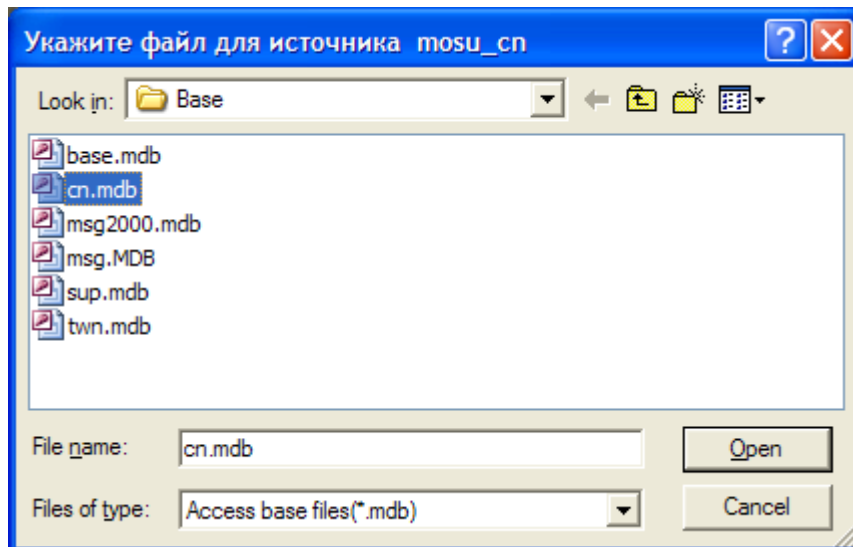 Укажите файл для источника mosu_cn
Look in: Base
base.mdb
cn.mdb
msg2000.mdb
msg.MDB
sup.mdb
twn.mdb
File name: cn.mdb Open
Files of type: Access base files(*.mdb) Cancel